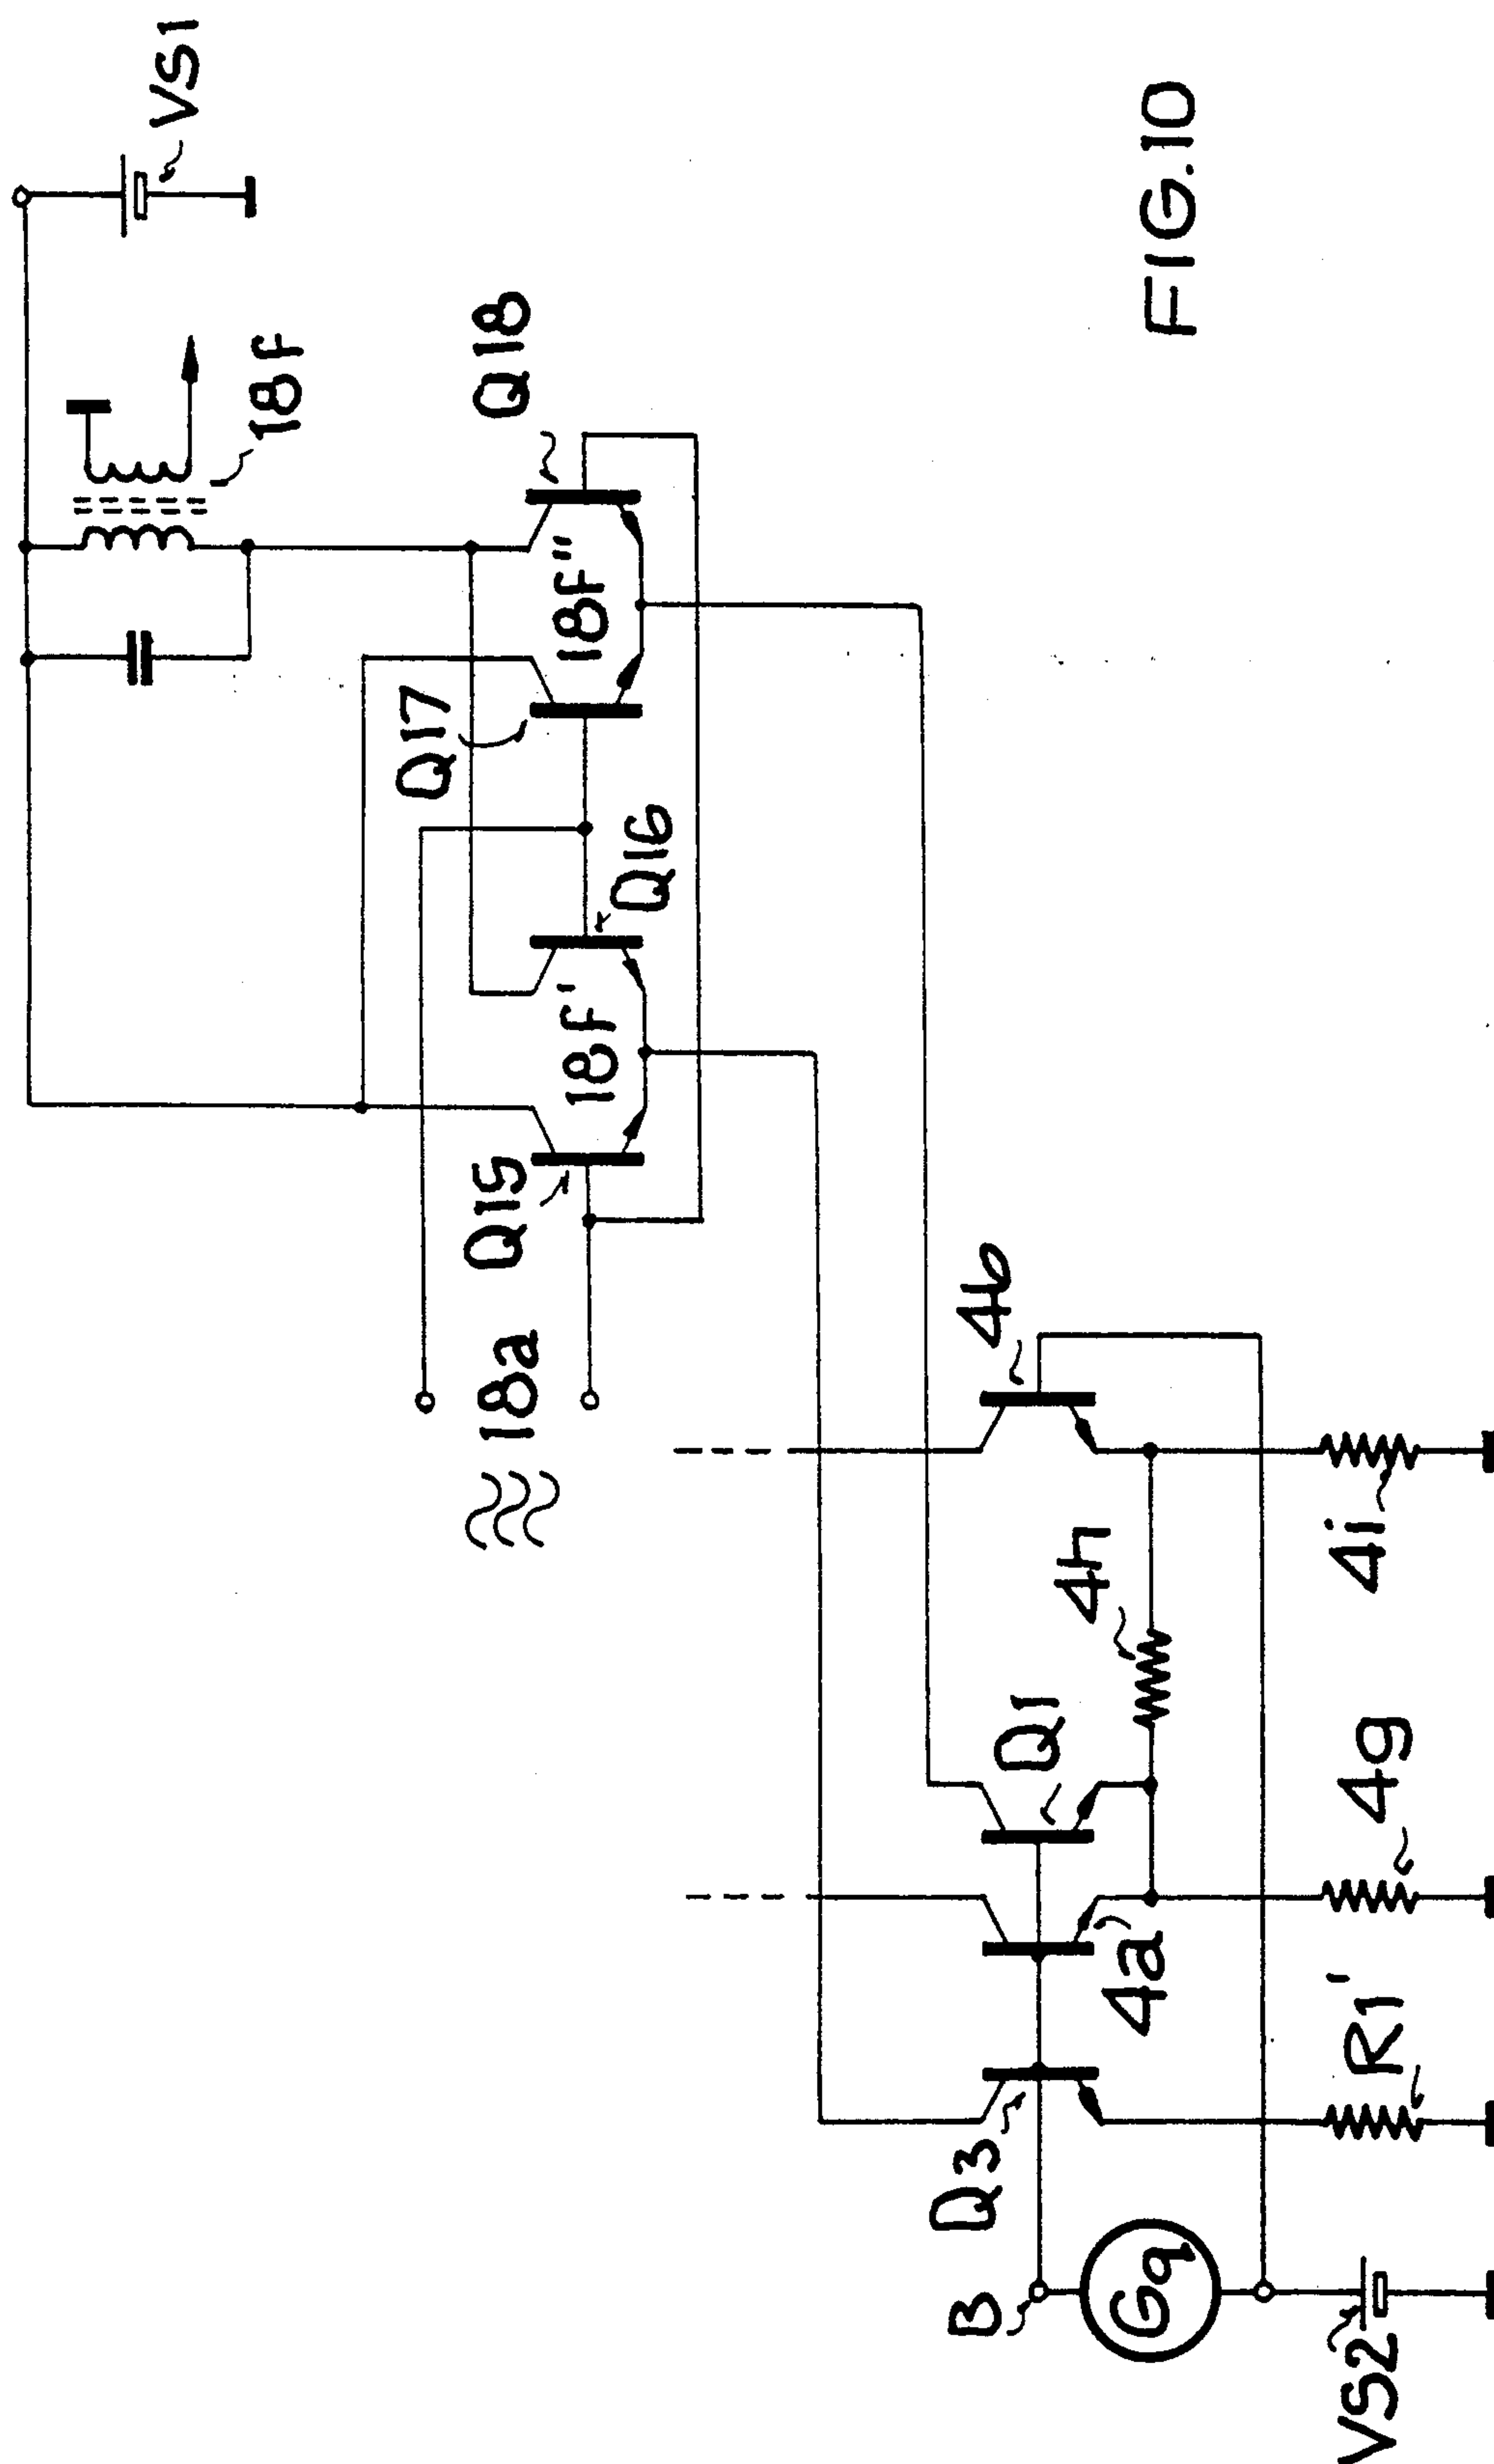 VS1
18f
Q18
18f"
Q17
Q16
18f'
Q15
18a
4b
4h
4i
Q1
4g
4a'
R1'
Q3
B
Gq
VS2
FIG.10